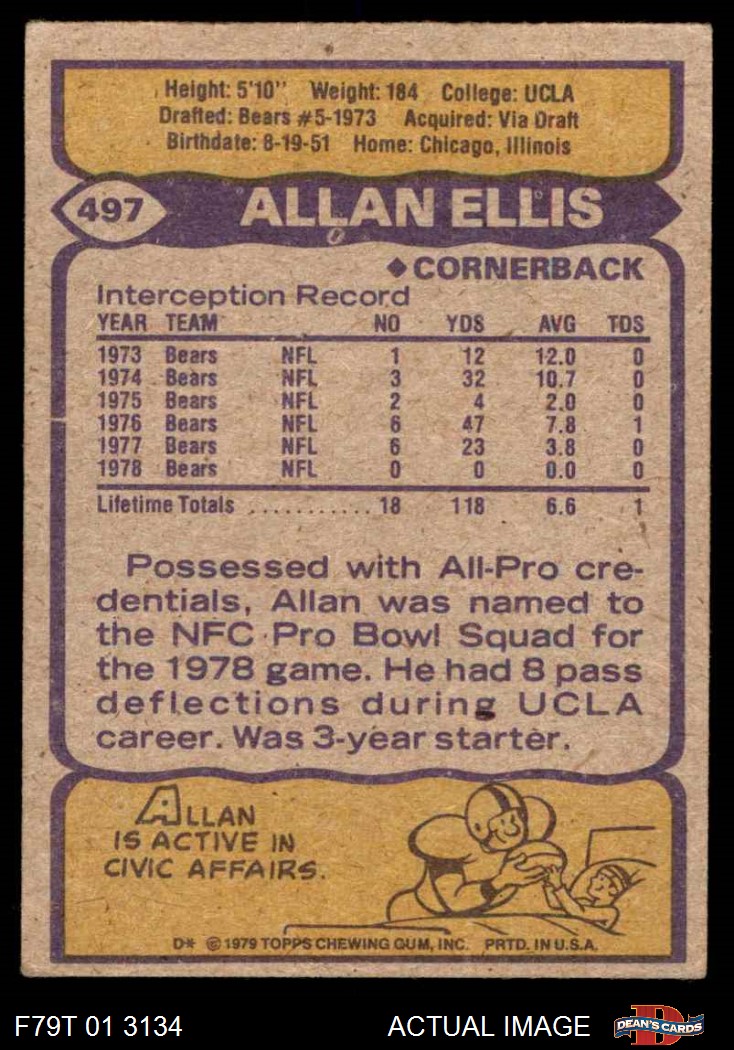 Height: 5'10" Weight: 184 College: UCLA
Drafted: Bears #5-1973 Acquired: Via Draft
Birthdate: 8-19-51 Home: Chicago, Illinois
497 ALLAN ELLIS
◆ CORNERBACK
Interception Record
YEAR TEAM NO YDS AVG TDS
1973 Bears NFL 1 12 12.0 0
1974 Bears NFL 3 32 10.7 0
1975 Bears NFL 2 4 2.0 0
1976 Bears NFL 6 47 7.8 1
1977 Bears NFL 6 23 3.8 0
1978 Bears NFL 0 0 0.0 0
Lifetime Totals ........... 18 118 6.6 1
Possessed with All-Pro cre-
dentials, Allan was named to
the NFC Pro Bowl Squad for
the 1978 game. He had 8 pass
deflections during UCLA
career. Was 3-year starter.
ALLAN
IS ACTIVE IN
CIVIC AFFAIRS.
D* © 1979 TOPPS CHEWING GUM, INC. PRTD. IN U.S.A.
F79T 01 3134 ACTUAL IMAGE DEAN'S CARDS